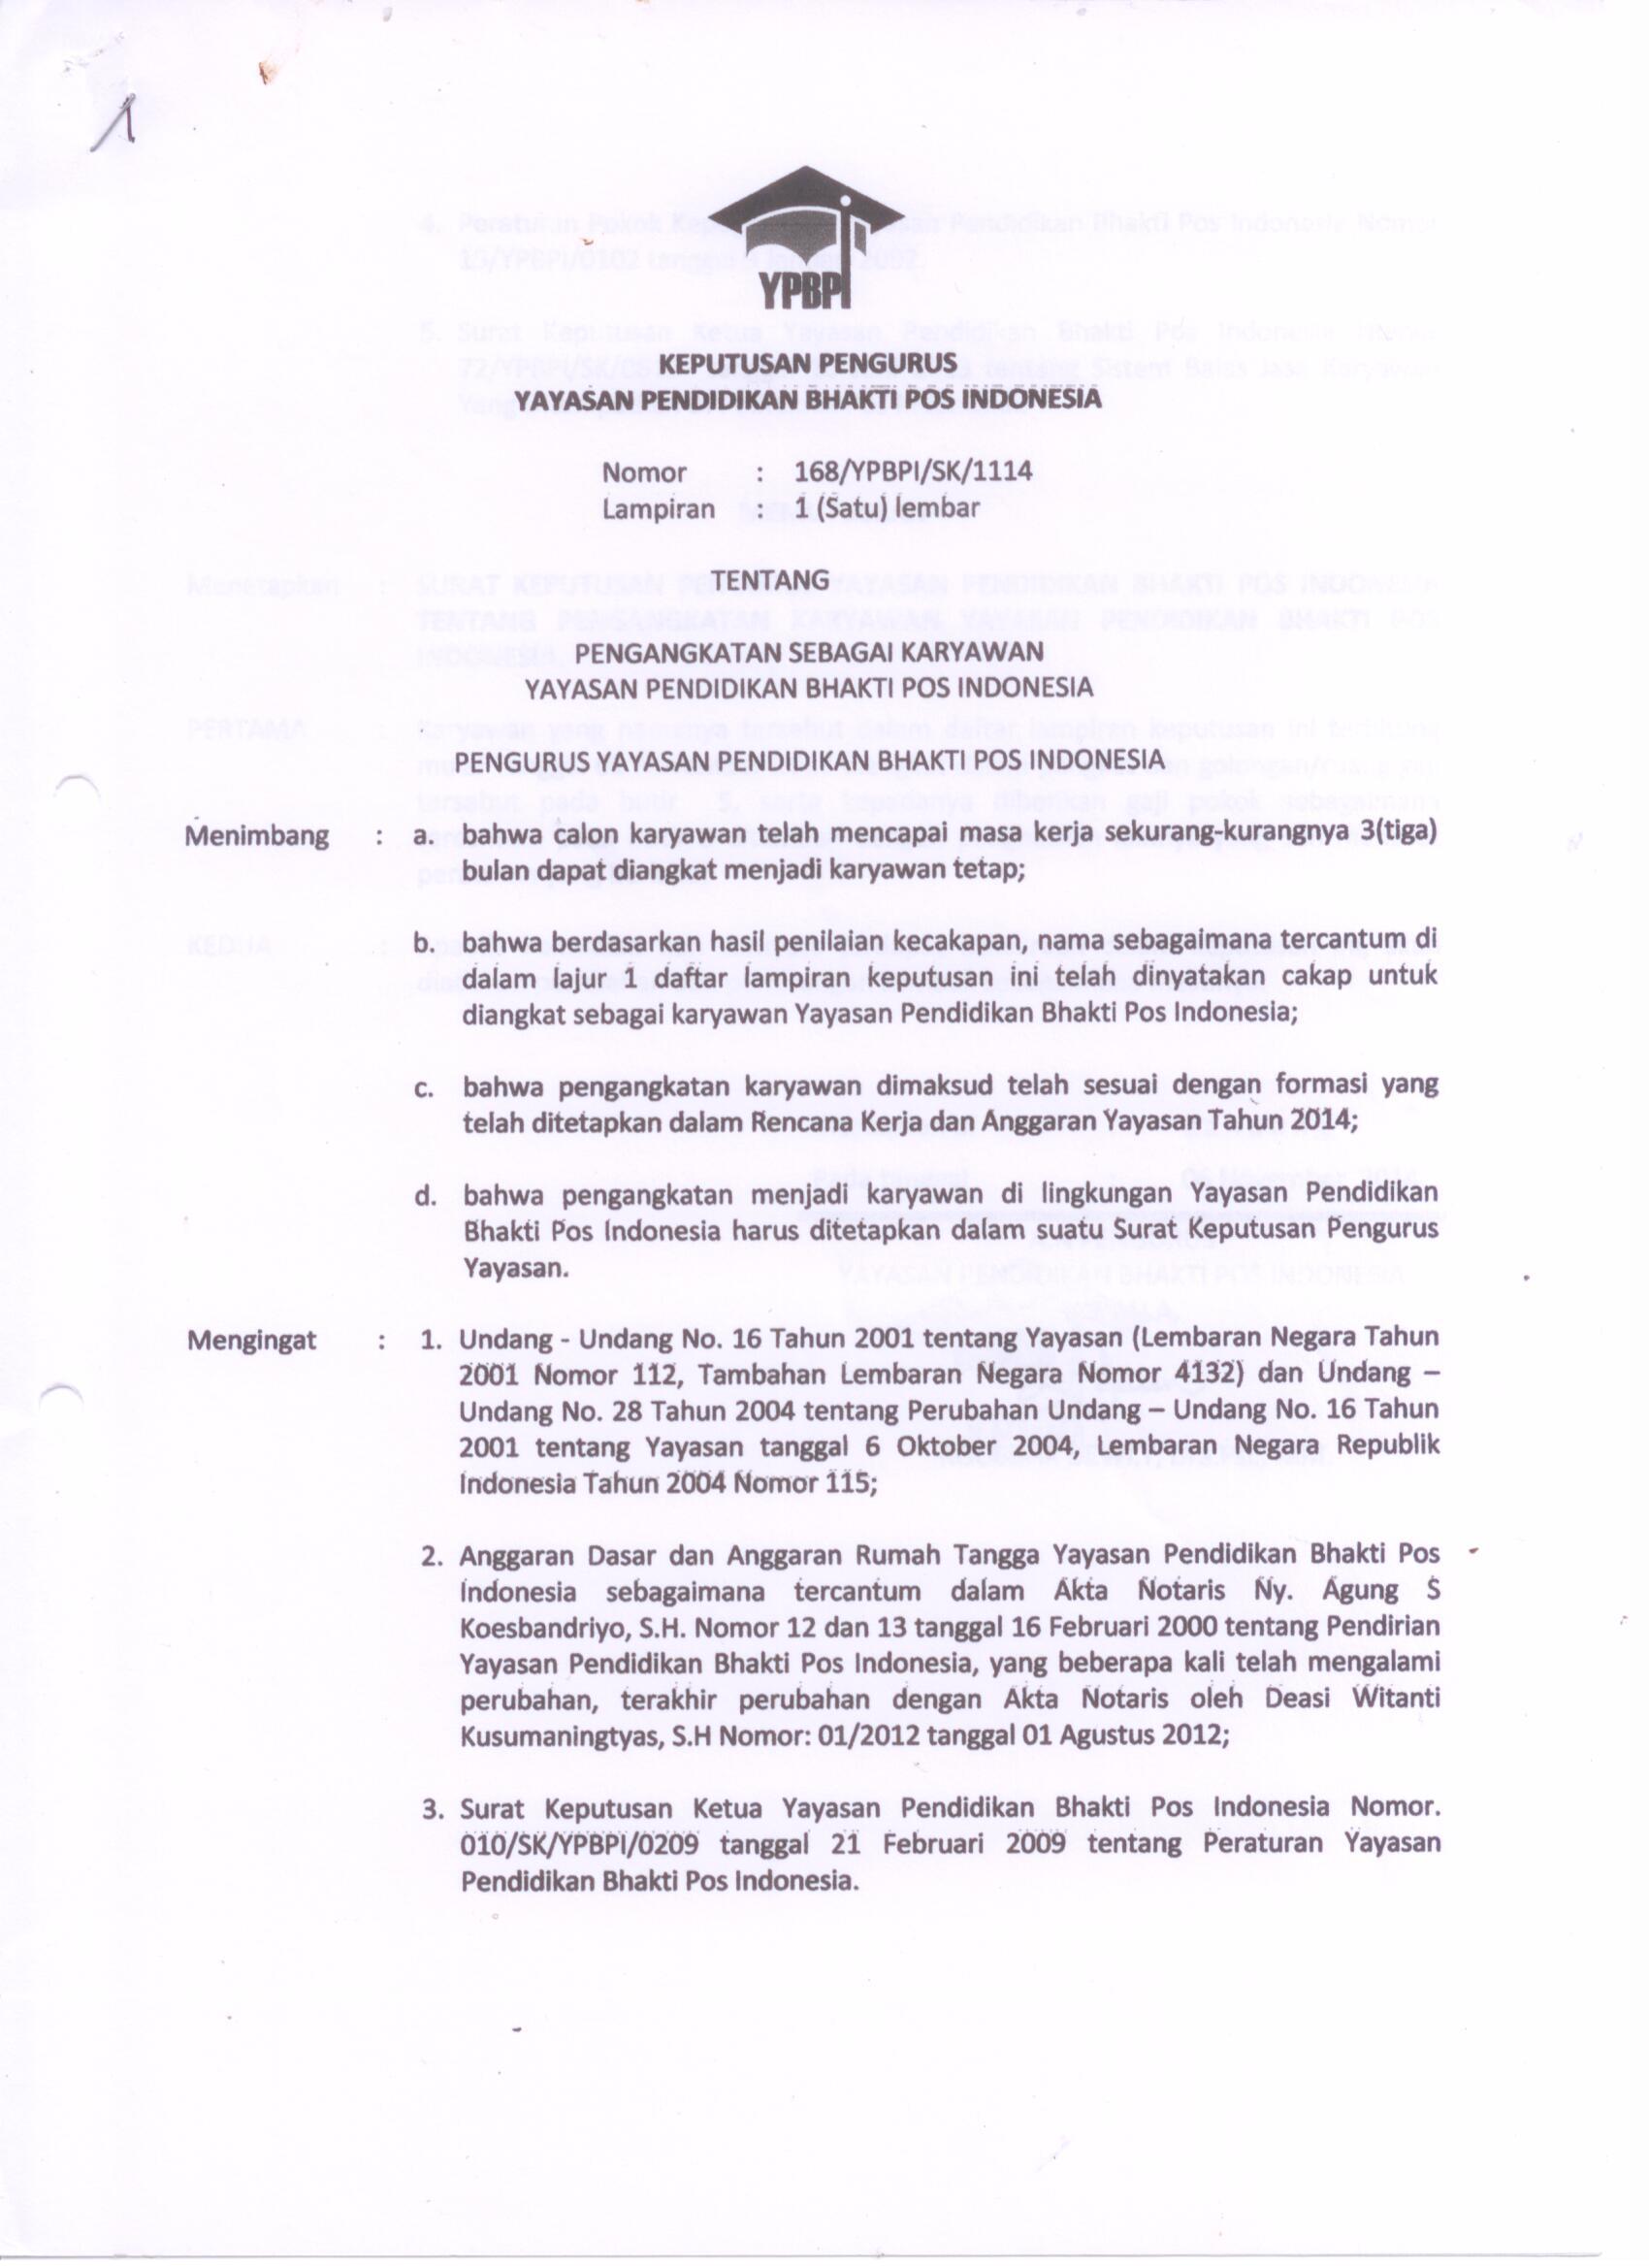 1
YPBPI
KEPUTUSAN PENGURUS
YAYASAN PENDIDIKAN BHAKTI POS INDONESIA
Nomor : 168/YPBPI/SK/1114
Lampiran : 1 (Satu) lembar
TENTANG
PENGANGKATAN SEBAGAI KARYAWAN
YAYASAN PENDIDIKAN BHAKTI POS INDONESIA
PENGURUS YAYASAN PENDIDIKAN BHAKTI POS INDONESIA
Menimbang : a. bahwa calon karyawan telah mencapai masa kerja sekurang-kurangnya 3(tiga)
bulan dapat diangkat menjadi karyawan tetap;
b. bahwa berdasarkan hasil penilaian kecakapan, nama sebagaimana tercantum di
dalam lajur 1 daftar lampiran keputusan ini telah dinyatakan cakap untuk
diangkat sebagai karyawan Yayasan Pendidikan Bhakti Pos Indonesia;
c. bahwa pengangkatan karyawan dimaksud telah sesuai dengan formasi yang
telah ditetapkan dalam Rencana Kerja dan Anggaran Yayasan Tahun 2014;
d. bahwa pengangkatan menjadi karyawan di lingkungan Yayasan Pendidikan
Bhakti Pos Indonesia harus ditetapkan dalam suatu Surat Keputusan Pengurus
Yayasan.
Mengingat : 1. Undang - Undang No. 16 Tahun 2001 tentang Yayasan (Lembaran Negara Tahun
2001 Nomor 112, Tambahan Lembaran Negara Nomor 4132) dan Undang –
Undang No. 28 Tahun 2004 tentang Perubahan Undang – Undang No. 16 Tahun
2001 tentang Yayasan tanggal 6 Oktober 2004, Lembaran Negara Republik
Indonesia Tahun 2004 Nomor 115;
2. Anggaran Dasar dan Anggaran Rumah Tangga Yayasan Pendidikan Bhakti Pos
Indonesia sebagaimana tercantum dalam Akta Notaris Ny. Agung S
Koesbandriyo, S.H. Nomor 12 dan 13 tanggal 16 Februari 2000 tentang Pendirian
Yayasan Pendidikan Bhakti Pos Indonesia, yang beberapa kali telah mengalami
perubahan, terakhir perubahan dengan Akta Notaris oleh Deasi Witanti
Kusumaningtyas, S.H Nomor: 01/2012 tanggal 01 Agustus 2012;
3. Surat Keputusan Ketua Yayasan Pendidikan Bhakti Pos Indonesia Nomor.
010/SK/YPBPI/0209 tanggal 21 Februari 2009 tentang Peraturan Yayasan
Pendidikan Bhakti Pos Indonesia.